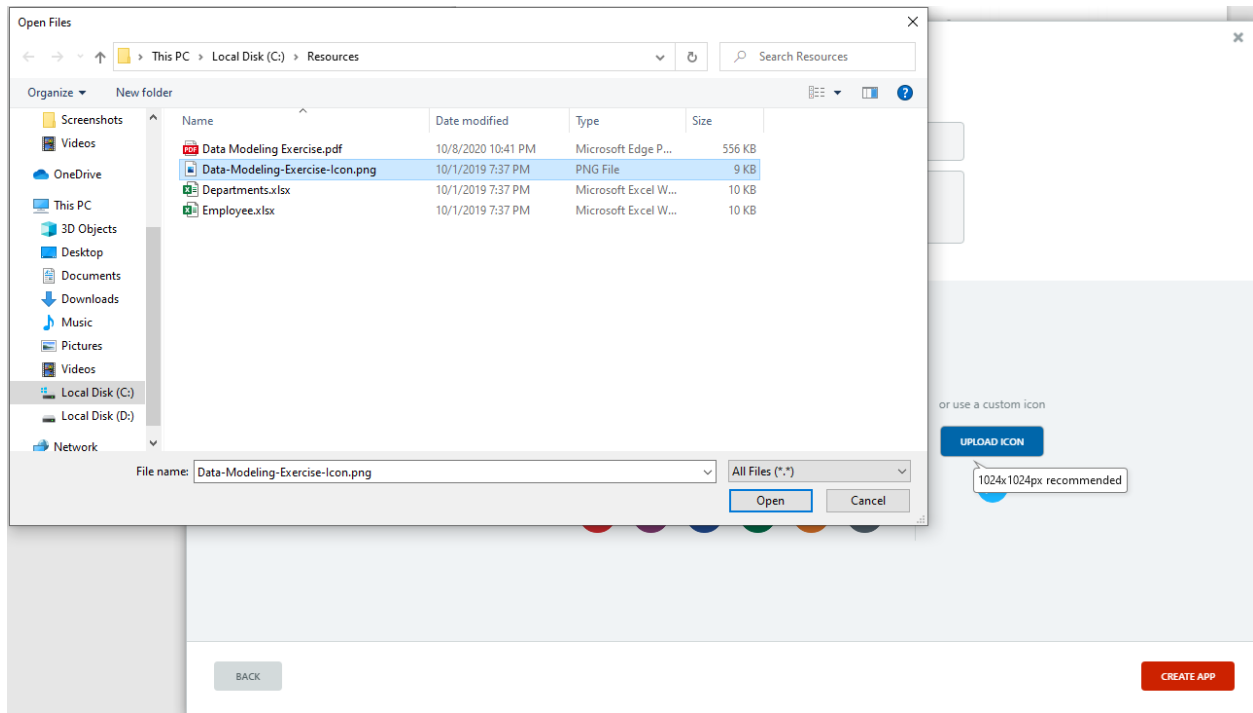 Open Files
This PC > Local Disk (C:) > Resources
Search Resources
Organize
New folder
Name
Date modified
Type
Size
Screenshots
Videos
OneDrive
This PC
3D Objects
Desktop
Documents
Downloads
Music
Pictures
Videos
Local Disk (C:)
Local Disk (D:)
Network
Data Modeling Exercise.pdf 10/8/2020 10:41 PM Microsoft Edge P... 556 KB
Data-Modeling-Exercise-Icon.png 10/1/2019 7:37 PM PNG File 9 KB
Departments.xlsx 10/1/2019 7:37 PM Microsoft Excel W... 10 KB
Employee.xlsx 10/1/2019 7:37 PM Microsoft Excel W... 10 KB
File name: Data-Modeling-Exercise-Icon.png
All Files (*.*)
Open
Cancel
or use a custom icon
UPLOAD ICON
1024x1024px recommended
BACK
CREATE APP